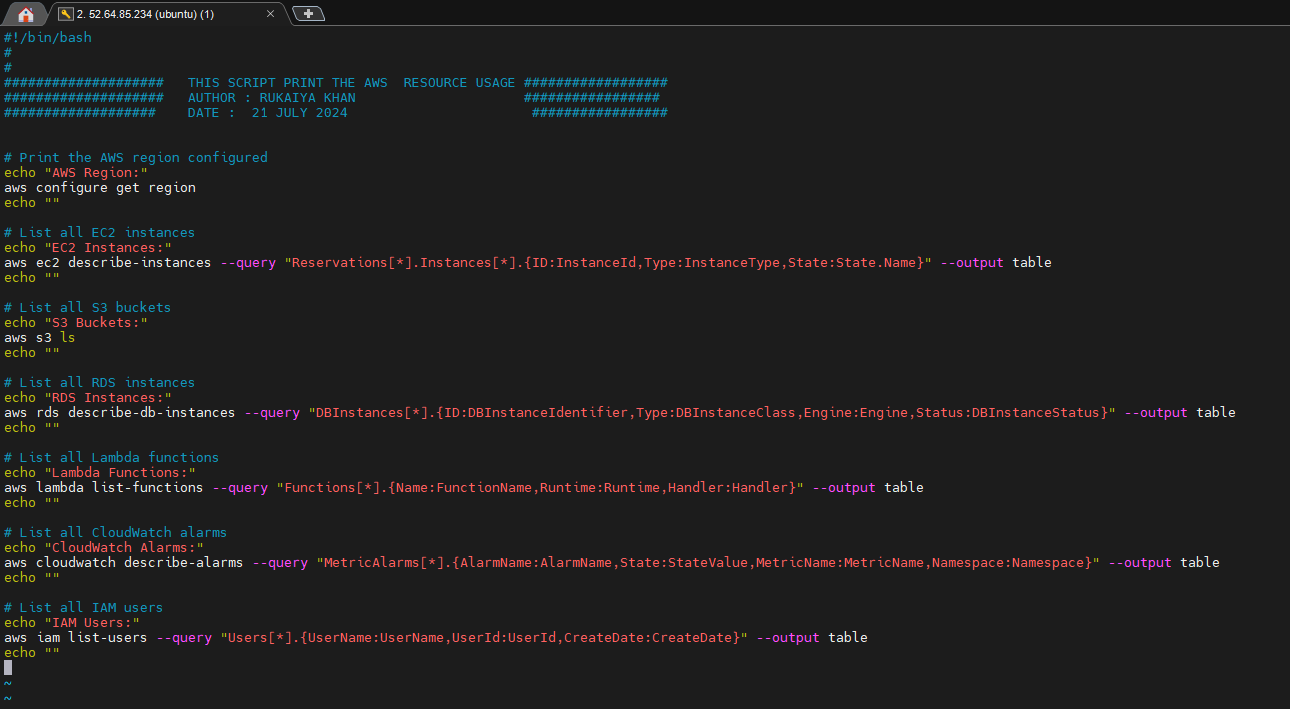 2. 52.64.85.234 (ubuntu) (1)
#!/bin/bash
#
#
####################   THIS SCRIPT PRINT THE AWS  RESOURCE USAGE ##################
####################   AUTHOR : RUKAIYA KHAN                     #################
###################    DATE :  21 JULY 2024                       #################
# Print the AWS region configured
echo "AWS Region:"
aws configure get region
echo ""
# List all EC2 instances
echo "EC2 Instances:"
aws ec2 describe-instances --query "Reservations[*].Instances[*].{ID:InstanceId,Type:InstanceType,State:State.Name}" --output table
echo ""
# List all S3 buckets
echo "S3 Buckets:"
aws s3 ls
echo ""
# List all RDS instances
echo "RDS Instances:"
aws rds describe-db-instances --query "DBInstances[*].{ID:DBInstanceIdentifier,Type:DBInstanceClass,Engine:Engine,Status:DBInstanceStatus}" --output table
echo ""
# List all Lambda functions
echo "Lambda Functions:"
aws lambda list-functions --query "Functions[*].{Name:FunctionName,Runtime:Runtime,Handler:Handler}" --output table
echo ""
# List all CloudWatch alarms
echo "CloudWatch Alarms:"
aws cloudwatch describe-alarms --query "MetricAlarms[*].{AlarmName:AlarmName,State:StateValue,MetricName:MetricName,Namespace:Namespace}" --output table
echo ""
# List all IAM users
echo "IAM Users:"
aws iam list-users --query "Users[*].{UserName:UserName,UserId:UserId,CreateDate:CreateDate}" --output table
echo ""
~
~